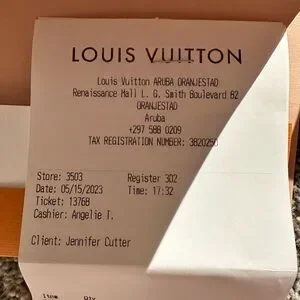 LOUIS VUITTON
Louis Vuitton ARUBA ORANJESTAD
Renaissance Mall L. G. Smith Boulevard 82
ORANJESTAD
Aruba
+297 588 0209
TAX REGISTRATION NUMBER: 3820250
Store: 3503 Register 302
Date: 05/15/2023 Time: 17:32
Ticket: 13768
Cashier: Angelie T.
Client: Jennifer Cutter
Item Qty